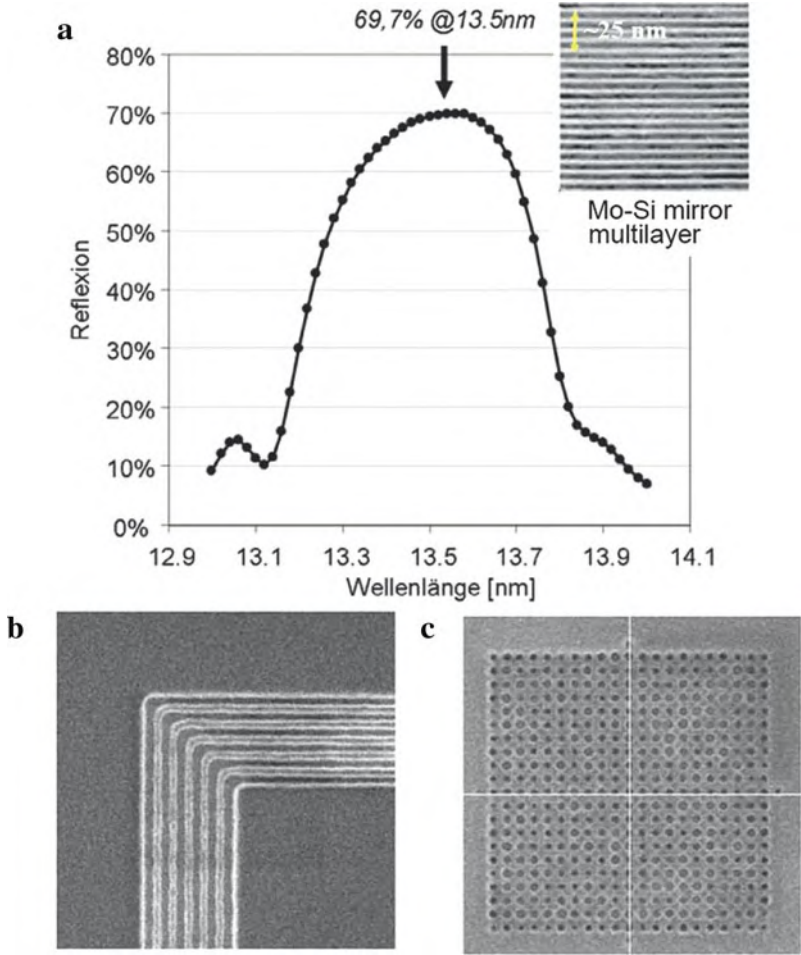 a
69,7% @13.5nm
~25 nm
80%
70%
60%
50%
40%
30%
20%
10%
0%
Reflexion
12.9 13.1 13.3 13.5 13.7 13.9 14.1
Wellenlänge [nm]
Mo-Si mirror
multilayer
b
c